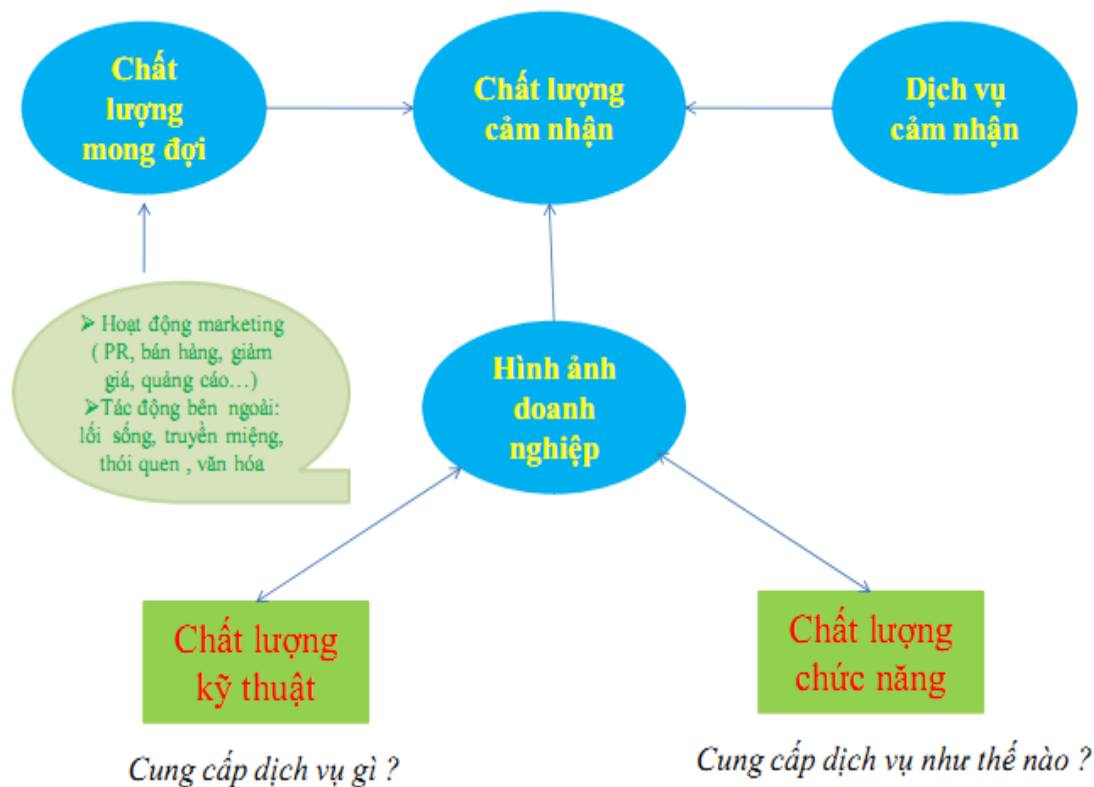 Chất
lượng
mong đợi
Chất lượng
cảm nhận
Dịch vụ
cảm nhận
➢ Hoạt động marketing
( PR, bán hàng, giảm
giá, quảng cáo...)
➢Tác động bên ngoài:
lối sống, truyền miệng,
thói quen , văn hóa
Hình ảnh
doanh
nghiệp
Chất lượng
kỹ thuật
Chất lượng
chức năng
Cung cấp dịch vụ gì ?
Cung cấp dịch vụ như thế nào ?